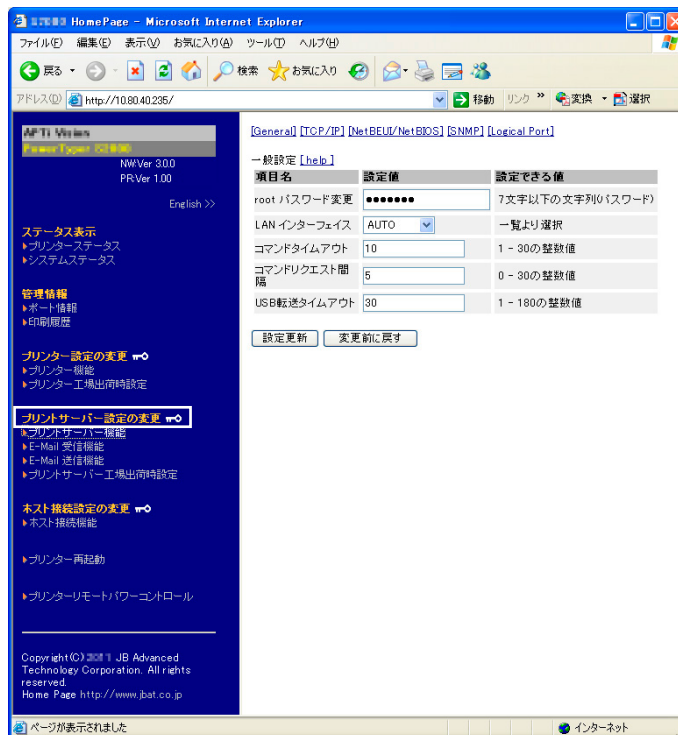 HomePage - Microsoft Internet Explorer
ファイル(F) 編集(E) 表示(V) お気に入り(A) ツール(T) ヘルプ(H)
戻る 検索 お気に入り
アドレス(D) http://10.80.40.235/ 移動 リンク » 変換 選択
NW:Ver 3.0.0
PR:Ver 1.00
English >>
ステータス表示
プリンターステータス
システムステータス
管理情報
ポート情報
印刷履歴
プリンター設定の変更
プリンター機能
プリンター工場出荷時設定
プリントサーバー設定の変更
プリントサーバー機能
E-Mail 受信機能
E-Mail 送信機能
プリントサーバー工場出荷時設定
ホスト接続設定の変更
ホスト接続機能
プリンター再起動
プリンターリモートパワーコントロール
Copyright(C) JB Advanced
Technology Corporation. All rights
reserved.
Home Page http://www.jbat.co.jp
[General] [TCP/IP] [NetBEUI/NetBIOS] [SNMP] [Logical Port]
一般設定 [help]
項目名 設定値 設定できる値
root パスワード変更 ●●●●●●● 7文字以下の文字列(パスワード)
LAN インターフェイス AUTO 一覧より選択
コマンドタイムアウト 10 1 - 30の整数値
コマンドリクエスト間
隔 5 0 - 30の整数値
USB転送タイムアウト 30 1 - 180の整数値
設定更新 変更前に戻す
ページが表示されました インターネット